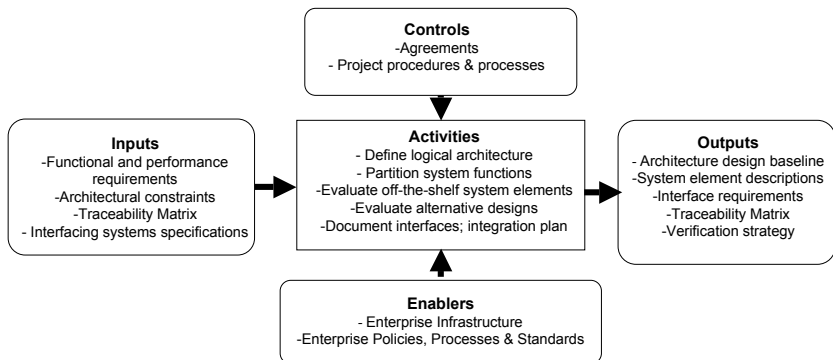 Controls
-Agreements
- Project procedures & processes
Inputs
-Functional and performance
requirements
-Architectural constraints
-Traceability Matrix
- Interfacing systems specifications
Activities
- Define logical architecture
- Partition system functions
-Evaluate off-the-shelf system elements
-Evaluate alternative designs
-Document interfaces; integration plan
Outputs
- Architecture design baseline
-System element descriptions
-Interface requirements
-Traceability Matrix
-Verification strategy
Enablers
- Enterprise Infrastructure
-Enterprise Policies, Processes & Standards